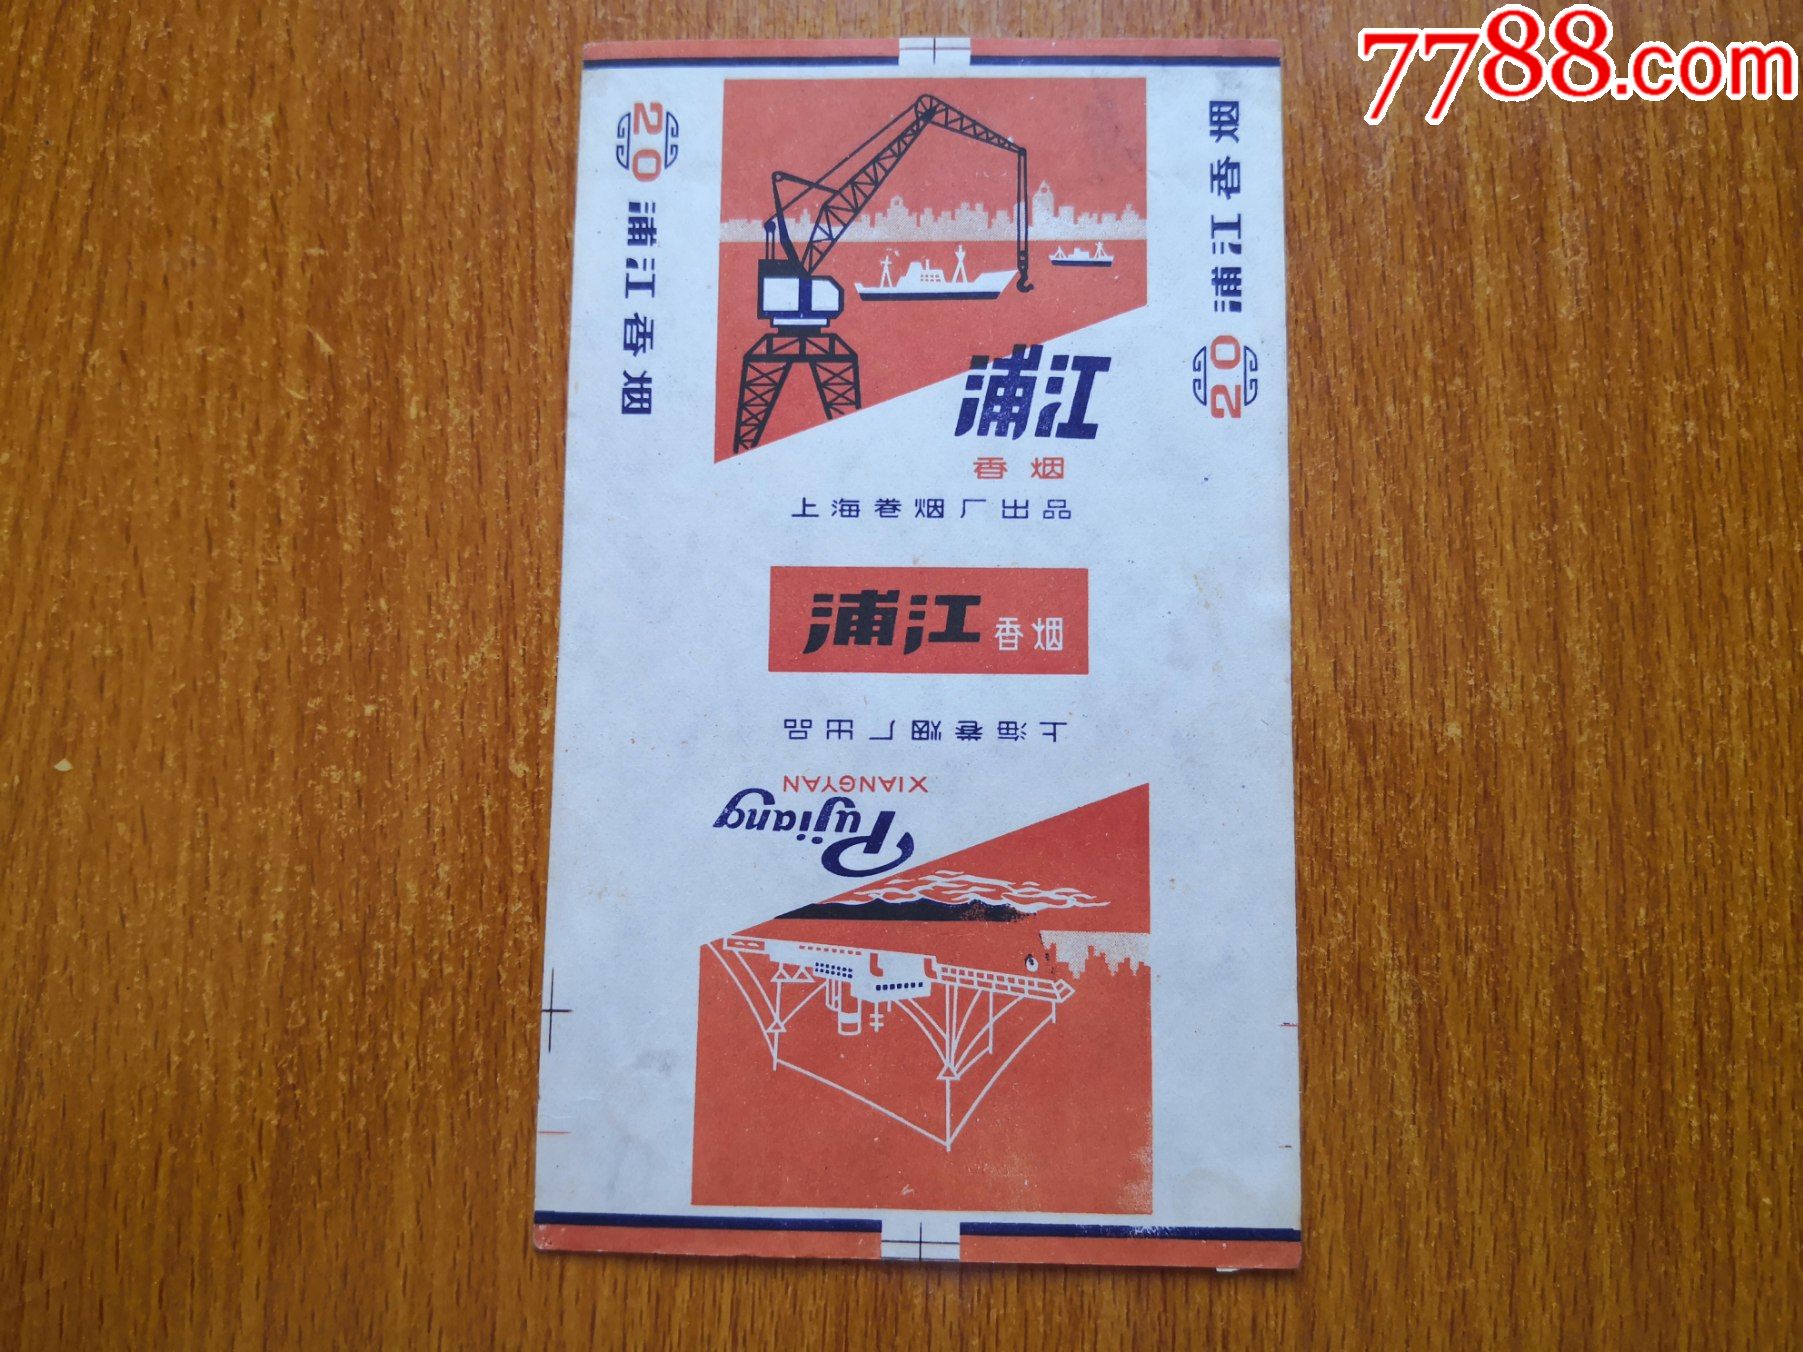 7788.com
20 浦江香烟
20 浦江香烟
浦江
香烟
上海卷烟厂出品
浦江 香烟
上海卷烟厂出品
XIANGYAN
Pujiang